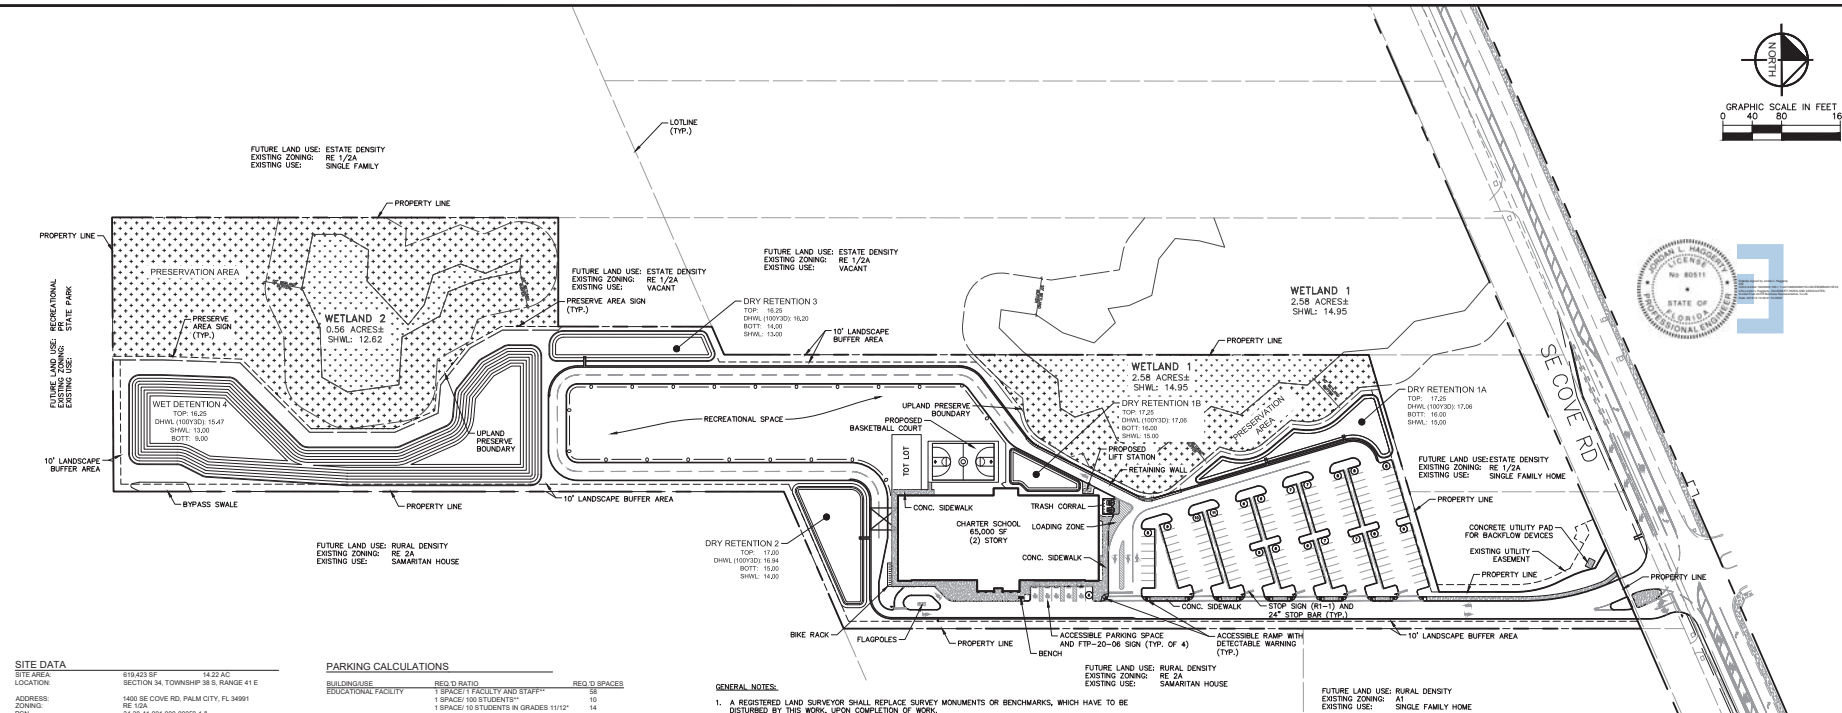 NORTH
GRAPHIC SCALE IN FEET
0 40 80 16
LOTLINE
(TYP.)
FUTURE LAND USE: ESTATE DENSITY
EXISTING ZONING: RE 1/2A
EXISTING USE: SINGLE FAMILY
PROPERTY LINE
PROPERTY LINE
FUTURE LAND USE: RECREATIONAL
EXISTING ZONING: PR
EXISTING USE: STATE PARK
PRESERVATION AREA
WETLAND 2
0.56 ACRES±
SHWL: 12.62
PRESERVE
AREA SIGN
(TYP.)
FUTURE LAND USE: ESTATE DENSITY
EXISTING ZONING: RE 1/2A
EXISTING USE: VACANT
PRESERVE AREA SIGN
(TYP.)
FUTURE LAND USE: ESTATE DENSITY
EXISTING ZONING: RE 1/2A
EXISTING USE: VACANT
DRY RETENTION 3
TOP: 16.25
DHWL (100Y3D): 16.20
BOTT: 14.00
SHWL: 13.00
10' LANDSCAPE
BUFFER AREA
WETLAND 1
2.58 ACRES±
SHWL: 14.95
PROPERTY LINE
WETLAND 1
2.58 ACRES±
SHWL: 14.95
JORDAN L. HAGGERTY
LICENSE
No 80511
STATE OF
FLORIDA
PROFESSIONAL ENGINEER
SE COVE RD
WET DETENTION 4
TOP: 16.25
DHWL (100Y3D): 15.47
SHWL: 13.00
BOTT: 9.00
UPLAND
PRESERVE
BOUNDARY
10' LANDSCAPE
BUFFER AREA
BYPASS SWALE
PROPERTY LINE
10' LANDSCAPE BUFFER AREA
RECREATIONAL SPACE
UPLAND PRESERVE
BOUNDARY
PROPOSED
BASKETBALL COURT
TOT LOT
DRY RETENTION 1B
TOP: 17.25
DHWL (100Y3D): 17.06
BOTT: 16.00
SHWL: 15.00
PRESERVATION
AREA
DRY RETENTION 1A
TOP: 17.25
DHWL (100Y3D): 17.06
BOTT: 16.00
SHWL: 15.00
PROPOSED
LIFT STATION
RETAINING WALL
FUTURE LAND USE:ESTATE DENSITY
EXISTING ZONING: RE 1/2A
EXISTING USE: SINGLE FAMILY HOME
PROPERTY LINE
CONC. SIDEWALK
TRASH CORRAL
CHARTER SCHOOL
65,000 SF
(2) STORY
LOADING ZONE
CONC. SIDEWALK
CONCRETE UTILITY PAD
FOR BACKFLOW DEVICES
EXISTING UTILITY
EASEMENT
PROPERTY LINE
PROPERTY LINE
FUTURE LAND USE: RURAL DENSITY
EXISTING ZONING: RE 2A
EXISTING USE: SAMARITAN HOUSE
DRY RETENTION 2
TOP: 17.00
DHWL (100Y3D): 16.94
BOTT: 15.00
SHWL: 14.00
CONC. SIDEWALK
STOP SIGN (R1-1) AND
24" STOP BAR (TYP.)
BIKE RACK
FLAGPOLES
PROPERTY LINE
BENCH
ACCESSIBLE PARKING SPACE
AND FTP-20-06 SIGN (TYP. OF 4)
ACCESSIBLE RAMP WITH
DETECTABLE WARNING
(TYP.)
10' LANDSCAPE BUFFER AREA
FUTURE LAND USE: RURAL DENSITY
EXISTING ZONING: RE 2A
EXISTING USE: SAMARITAN HOUSE
FUTURE LAND USE: RURAL DENSITY
EXISTING ZONING: A1
EXISTING USE: SINGLE FAMILY HOME
SITE DATA
SITE AREA: 619,423 SF 14.22 AC
LOCATION: SECTION 34, TOWNSHIP 38 S, RANGE 41 E
ADDRESS: 1400 SE COVE RD, PALM CITY, FL 34991
ZONING: RE 1/2A
PARKING CALCULATIONS
BUILDING/USE REQ.'D RATIO REQ.'D SPACES
EDUCATIONAL FACILITY 1 SPACE/ 1 FACULTY AND STAFF** 58
1 SPACE/ 100 STUDENTS** 10
1 SPACE/ 10 STUDENTS IN GRADES 11/12* 14
GENERAL NOTES:
1. A REGISTERED LAND SURVEYOR SHALL REPLACE SURVEY MONUMENTS OR BENCHMARKS, WHICH HAVE TO BE
DISTURBED BY THIS WORK, UPON COMPLETION OF WORK.